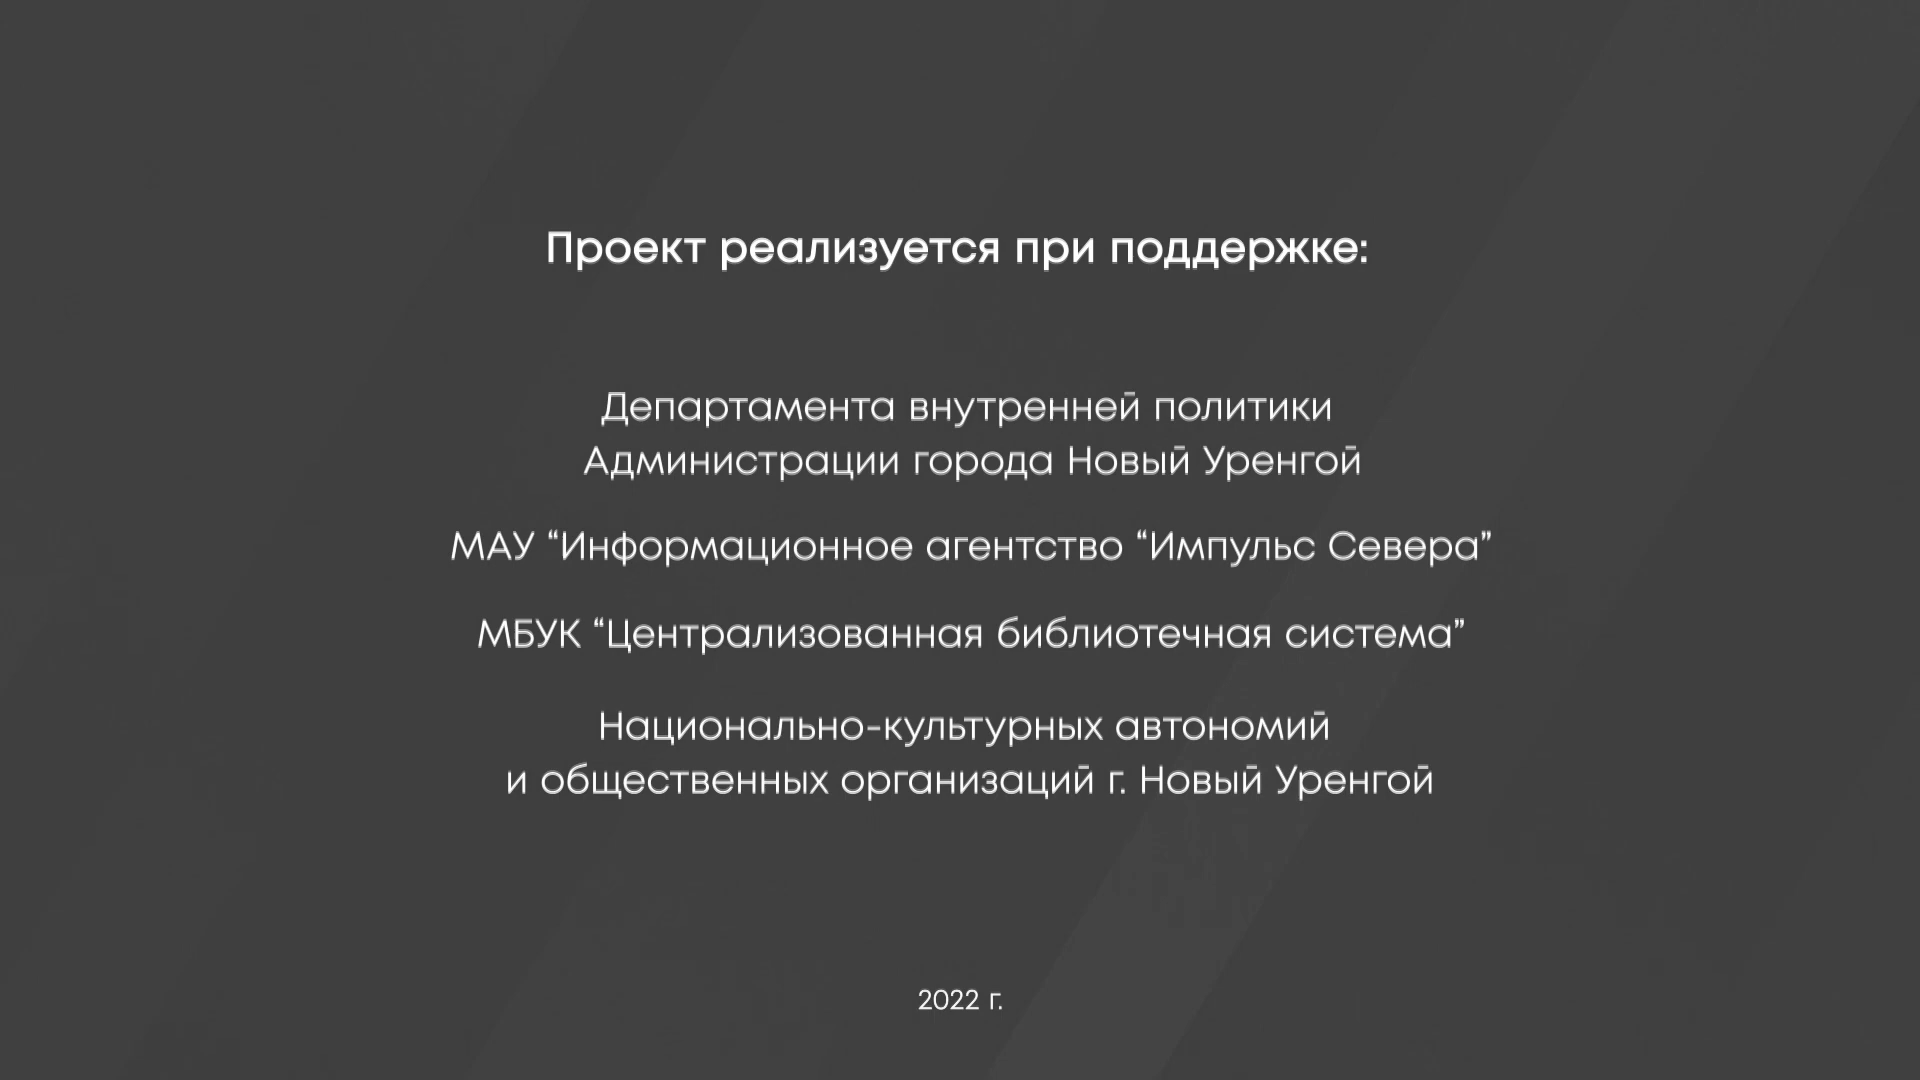 Проект реализуется при поддержке:
Департамента внутренней политики
Администрации города Новый Уренгой
МАУ “Информационное агентство “Импульс Севера”
МБУК “Централизованная библиотечная система”
Национально-культурных автономий
и общественных организаций г. Новый Уренгой
2022 г.